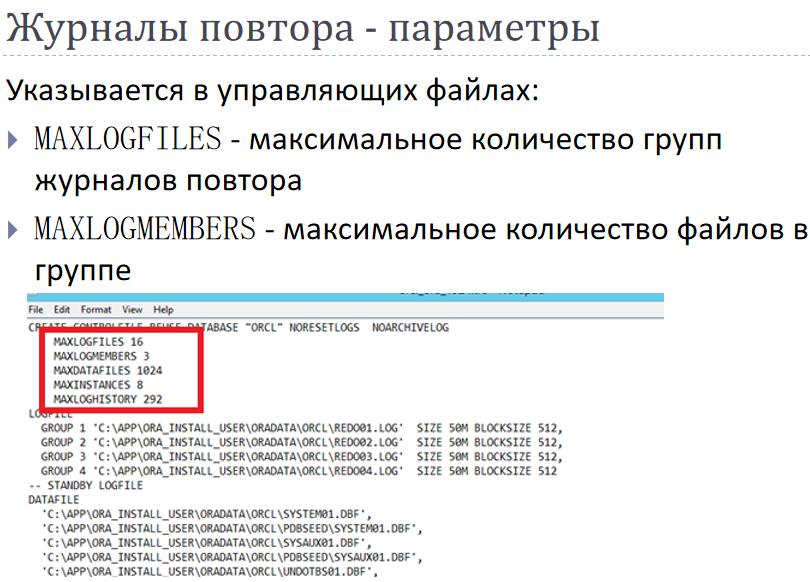 Журналы повтора - параметры
Указывается в управляющих файлах:
MAXLOGFILES - максимальное количество групп
журналов повтора
MAXLOGMEMBERS - максимальное количество файлов в
группе
File Edit Format View Help
CREATE CONTROLFILE REUSE DATABASE "ORCL" NORESETLOGS NOARCHIVELOG
MAXLOGFILES 16
MAXLOGMEMBERS 3
MAXDATAFILES 1024
MAXINSTANCES 8
MAXLOGHISTORY 292
LOGFILE
GROUP 1 'C:\APP\ORA_INSTALL_USER\ORADATA\ORCL\REDO01.LOG' SIZE 50M BLOCKSIZE 512,
GROUP 2 'C:\APP\ORA_INSTALL_USER\ORADATA\ORCL\REDO02.LOG' SIZE 50M BLOCKSIZE 512,
GROUP 3 'C:\APP\ORA_INSTALL_USER\ORADATA\ORCL\REDO03.LOG' SIZE 50M BLOCKSIZE 512,
GROUP 4 'C:\APP\ORA_INSTALL_USER\ORADATA\ORCL\REDO04.LOG' SIZE 50M BLOCKSIZE 512
-- STANDBY LOGFILE
DATAFILE
'C:\APP\ORA_INSTALL_USER\ORADATA\ORCL\SYSTEM01.DBF',
'C:\APP\ORA_INSTALL_USER\ORADATA\ORCL\PDBSEED\SYSTEM01.DBF',
'C:\APP\ORA_INSTALL_USER\ORADATA\ORCL\SYSAUX01.DBF',
'C:\APP\ORA_INSTALL_USER\ORADATA\ORCL\PDBSEED\SYSAUX01.DBF',
'C:\APP\ORA_INSTALL_USER\ORADATA\ORCL\UNDOTBS01.DBF',